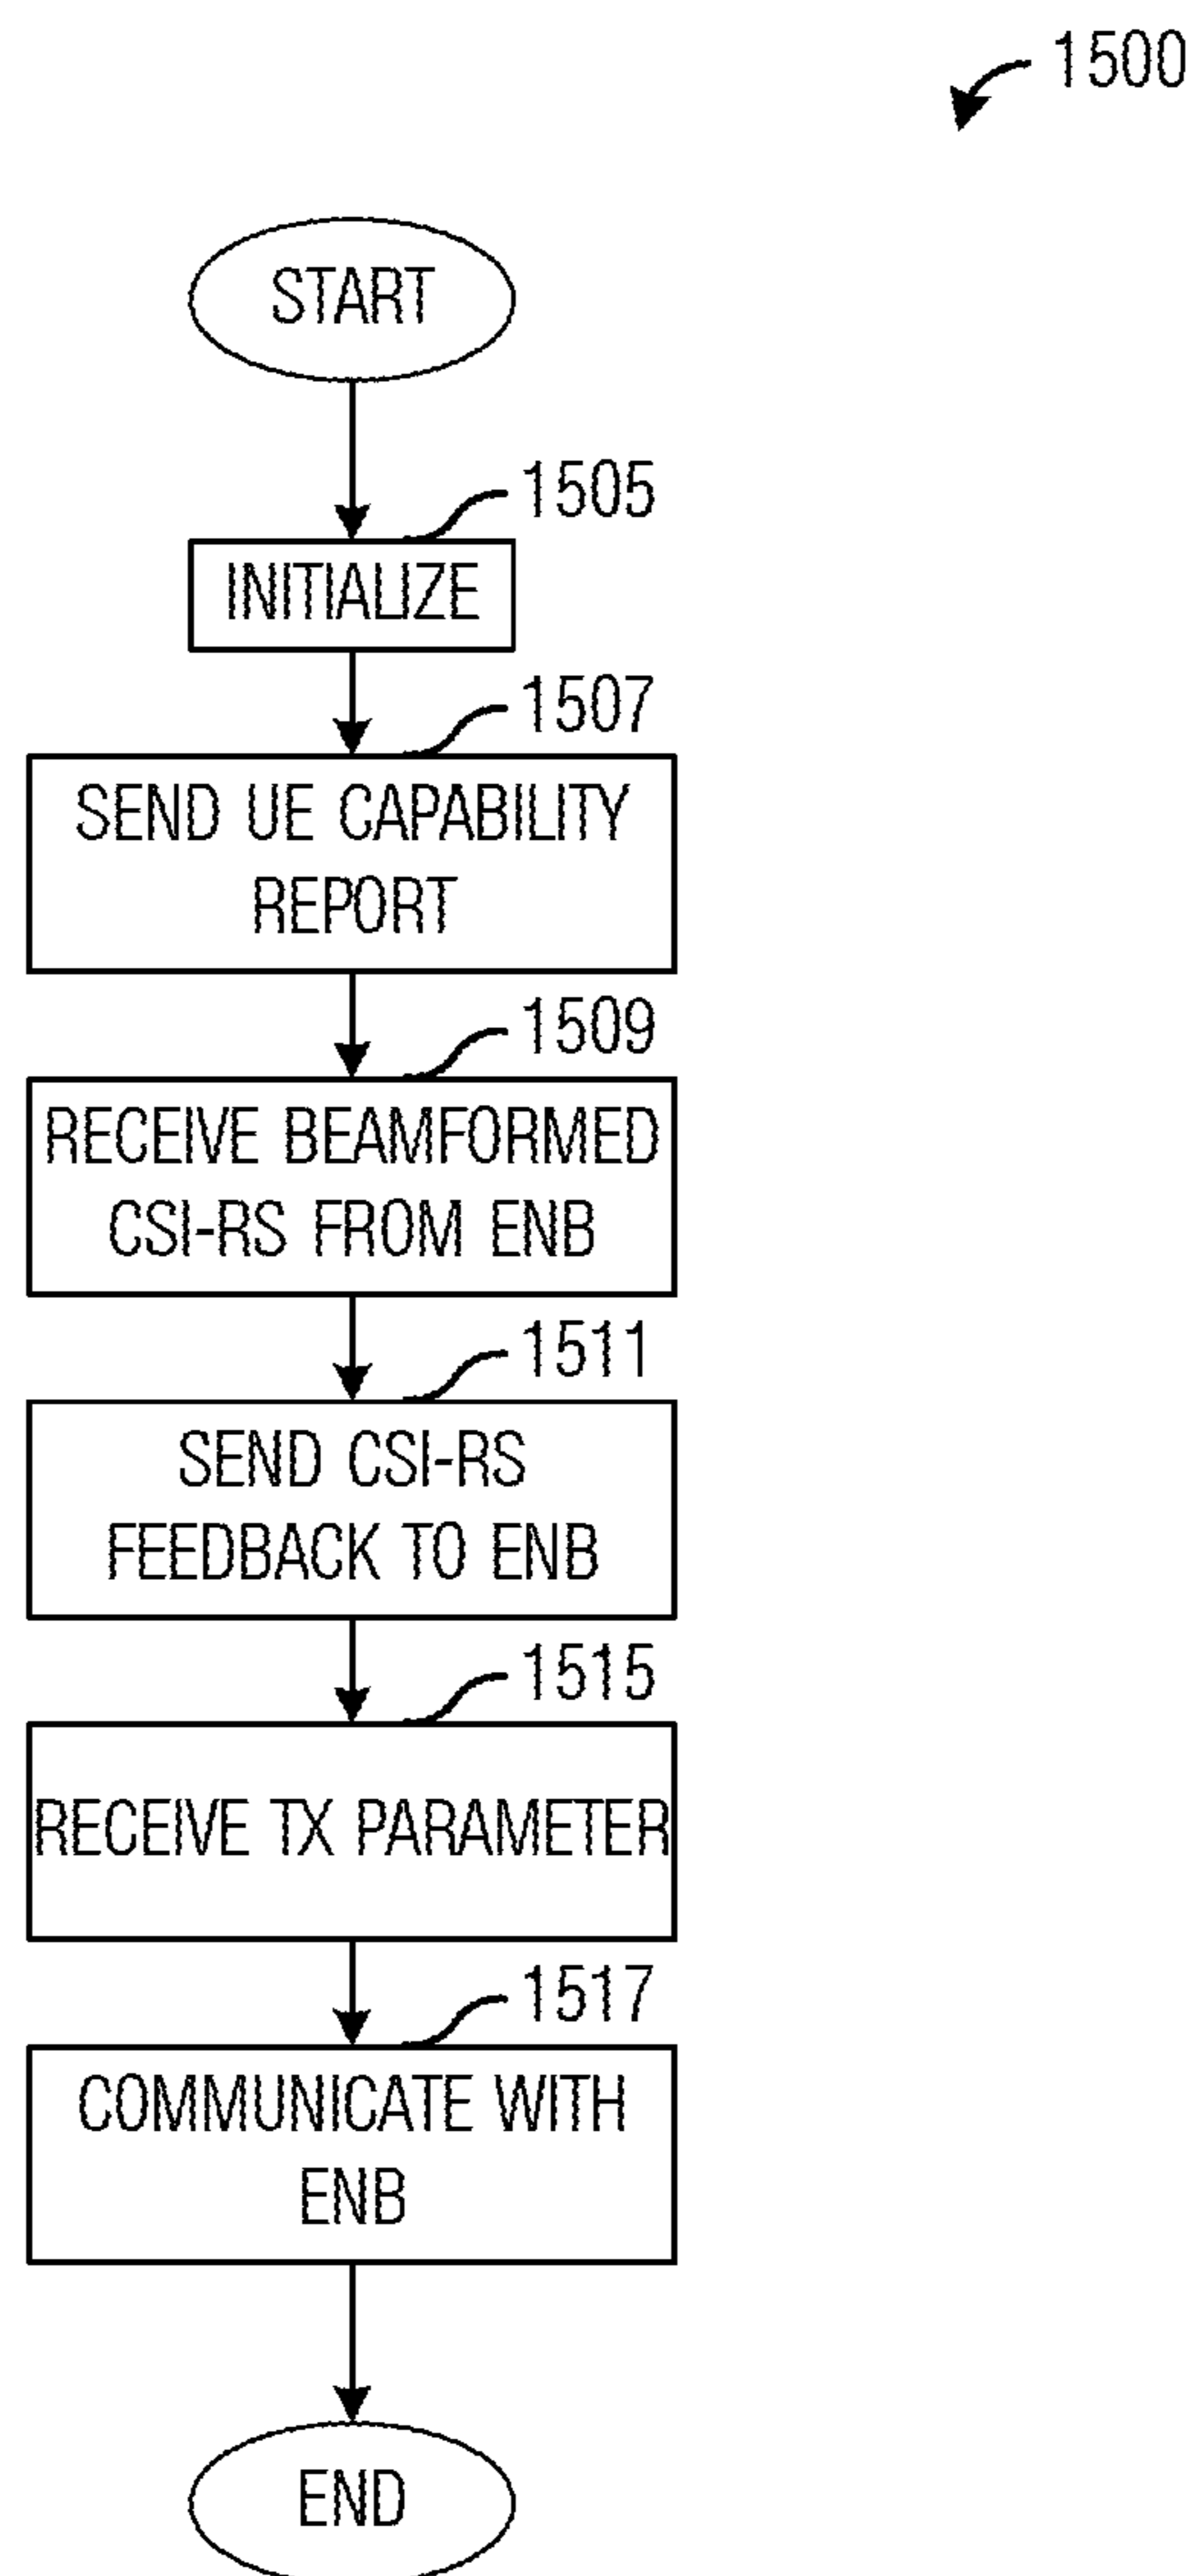 1500
START
1505
INITIALIZE
1507
SEND UE CAPABILITY
REPORT
1509
RECEIVE BEAMFORMED
CSI-RS FROM ENB
1511
SEND CSI-RS
FEEDBACK TO ENB
1515
RECEIVE TX PARAMETER
1517
COMMUNICATE WITH
ENB
END